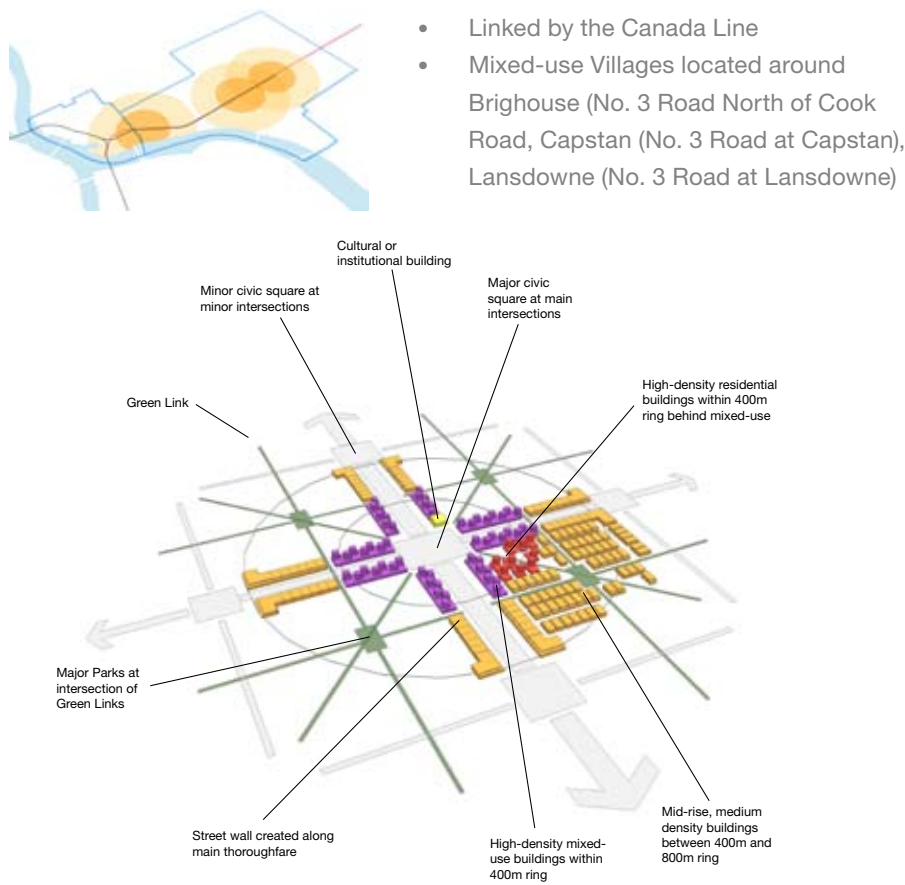 • Linked by the Canada Line
• Mixed-use Villages located around
Brighouse (No. 3 Road North of Cook
Road, Capstan (No. 3 Road at Capstan),
Lansdowne (No. 3 Road at Lansdowne)
Cultural or
institutional building
Minor civic square at
minor intersections
Major civic
square at main
intersections
High-density residential
buildings within 400m
ring behind mixed-use
Green Link
Major Parks at
intersection of
Green Links
Street wall created along
main thoroughfare
High-density mixed-
use buildings within
400m ring
Mid-rise, medium
density buildings
between 400m and
800m ring